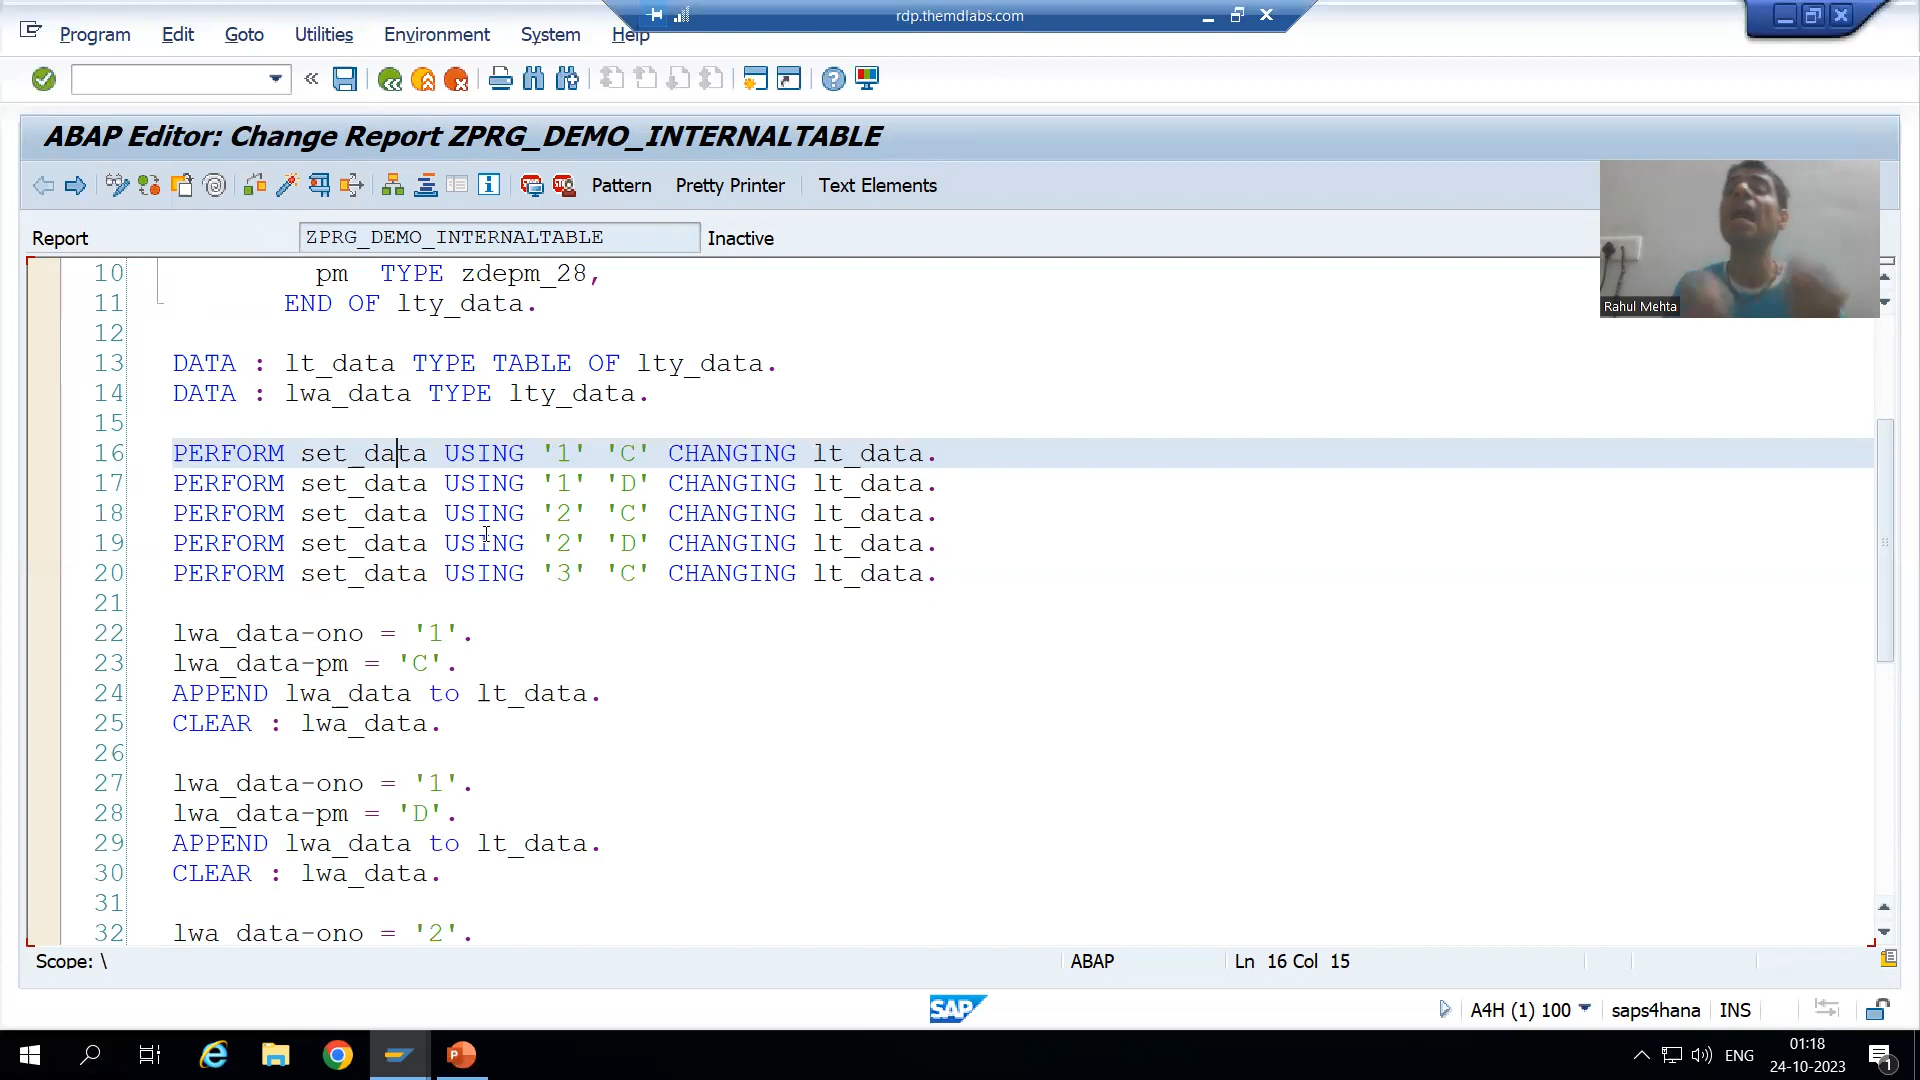 rdp.themdlabs.com
Program Edit Goto Utilities Environment System Help
ABAP Editor: Change Report ZPRG_DEMO_INTERNALTABLE
Pattern Pretty Printer Text Elements
Report ZPRG_DEMO_INTERNALTABLE Inactive
Rahul Mehta
10 pm TYPE zdepm_28,
11 END OF lty_data.
12
13 DATA : lt_data TYPE TABLE OF lty_data.
14 DATA : lwa_data TYPE lty_data.
15
16 PERFORM set_data USING '1' 'C' CHANGING lt_data.
17 PERFORM set_data USING '1' 'D' CHANGING lt_data.
18 PERFORM set_data USING '2' 'C' CHANGING lt_data.
19 PERFORM set_data USING '2' 'D' CHANGING lt_data.
20 PERFORM set_data USING '3' 'C' CHANGING lt_data.
21
22 lwa_data-ono = '1'.
23 lwa_data-pm = 'C'.
24 APPEND lwa_data to lt_data.
25 CLEAR : lwa_data.
26
27 lwa_data-ono = '1'.
28 lwa_data-pm = 'D'.
29 APPEND lwa_data to lt_data.
30 CLEAR : lwa_data.
31
32 lwa_data-ono = '2'.
Scope: \ ABAP Ln 16 Col 15
SAP A4H (1) 100 saps4hana INS
ENG 01:18
24-10-2023
1